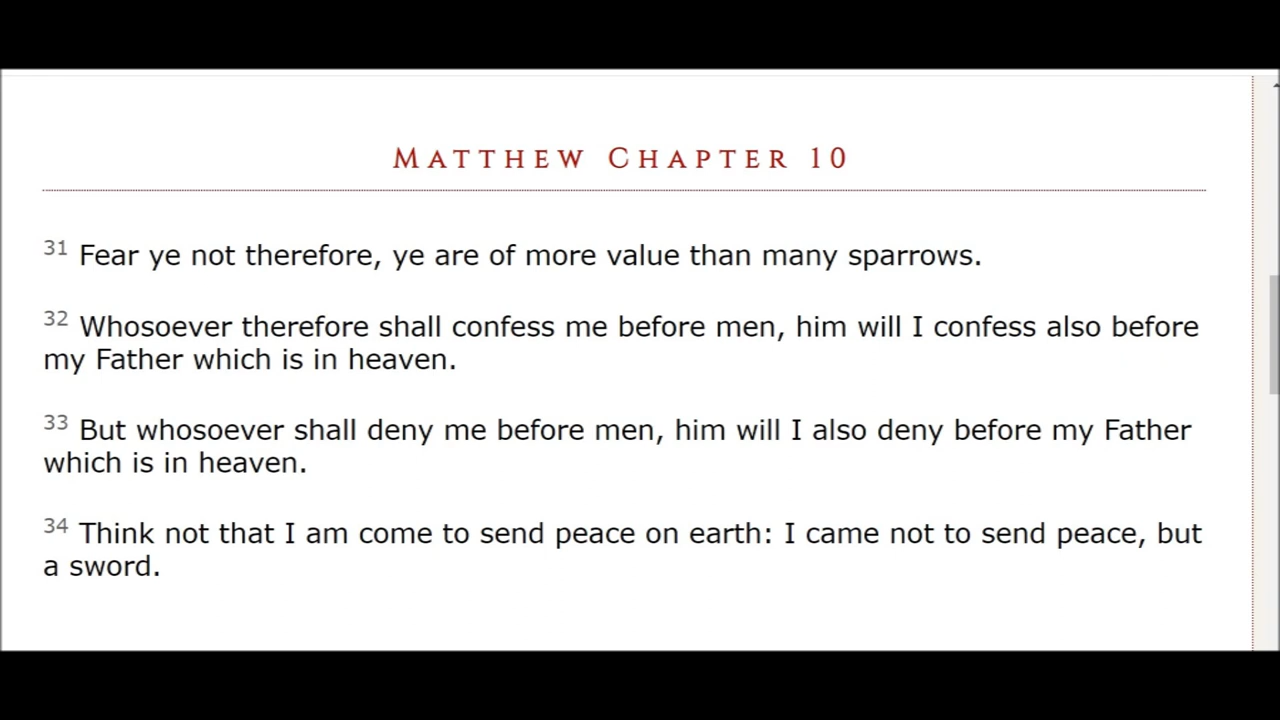 Matthew Chapter 10
31 Fear ye not therefore, ye are of more value than many sparrows.
32 Whosoever therefore shall confess me before men, him will I confess also before
my Father which is in heaven.
33 But whosoever shall deny me before men, him will I also deny before my Father
which is in heaven.
34 Think not that I am come to send peace on earth: I came not to send peace, but
a sword.